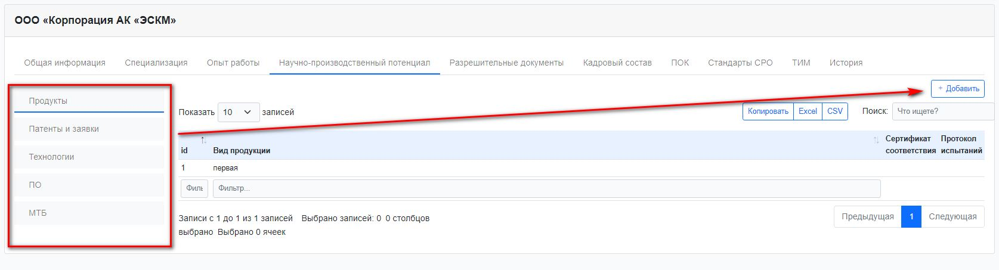 ООО «Корпорация АК «ЭСКМ»
Общая информация Специализация Опыт работы Научно-производственный потенциал Разрешительные документы Кадровый состав ПОК Стандарты СРО ТИМ История
Продукты
Патенты и заявки
Технологии
ПО
МТБ
+ Добавить
Показать 10 записей
Копировать Excel CSV Поиск: Что ищете?
id Вид продукции Сертификат соответствия Протокол испытаний
1 первая
Филь Фильтр...
Записи с 1 до 1 из 1 записей Выбрано записей: 0 0 столбцов
выбрано Выбрано 0 ячеек
Предыдущая 1 Следующая